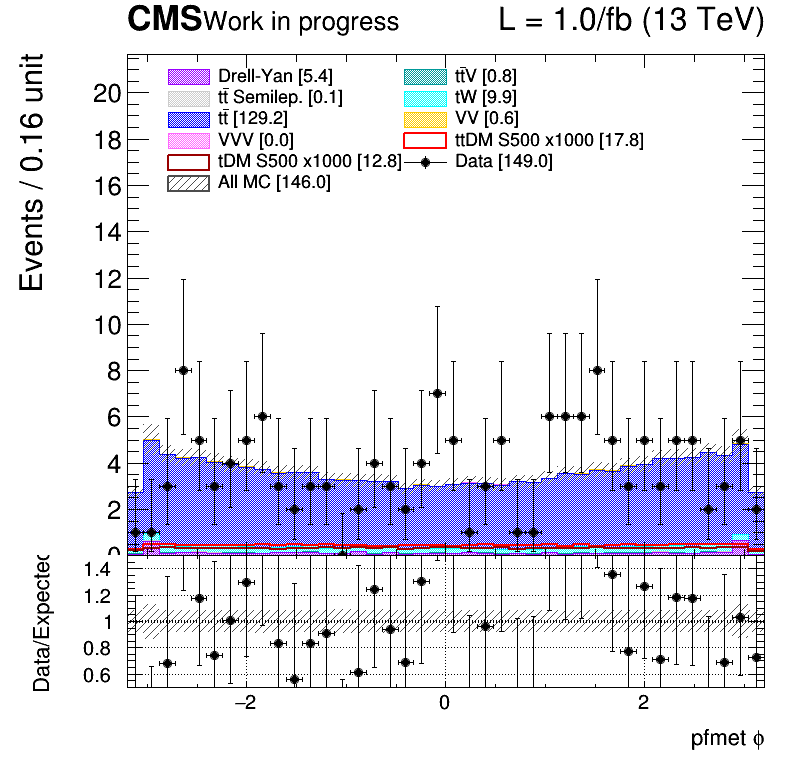 CMS Work in progress L = 1.0/fb (13 TeV)
Events / 0.16 unit
Drell-Yan [5.4] tt̄V [0.8]
tt̄ Semilep. [0.1] tW [9.9]
tt̄ [129.2] VV [0.6]
VVV [0.0] ttDM S500 x1000 [17.8]
tDM S500 x1000 [12.8] Data [149.0]
All MC [146.0]
20
18
16
14
12
10
8
6
4
2
0
Data/Expected
1.4
1.2
1
0.8
0.6
−2 0 2
pfmet ϕ